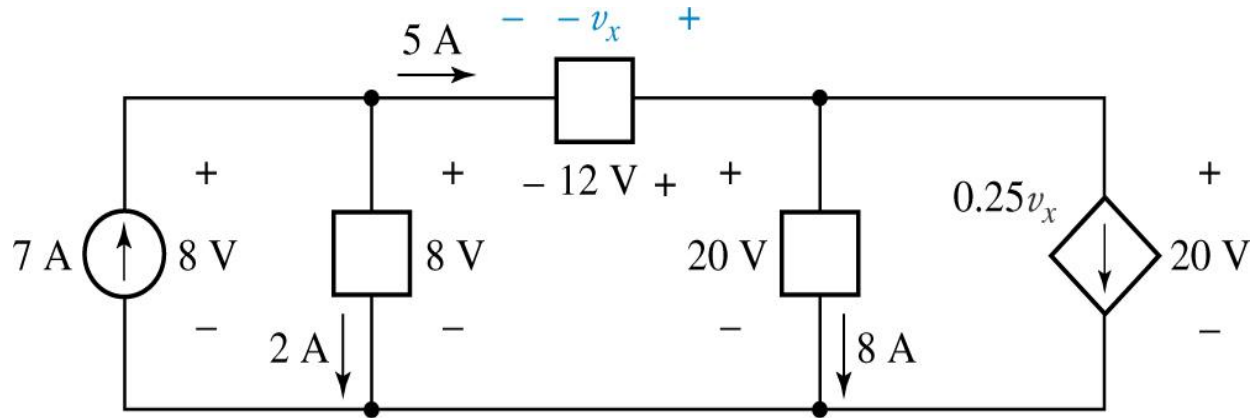 − − vₓ +
5 A
− 12 V +
+ + + +
7 A 8 V 8 V 20 V 0.25vₓ 20 V
− − − −
2 A 8 A